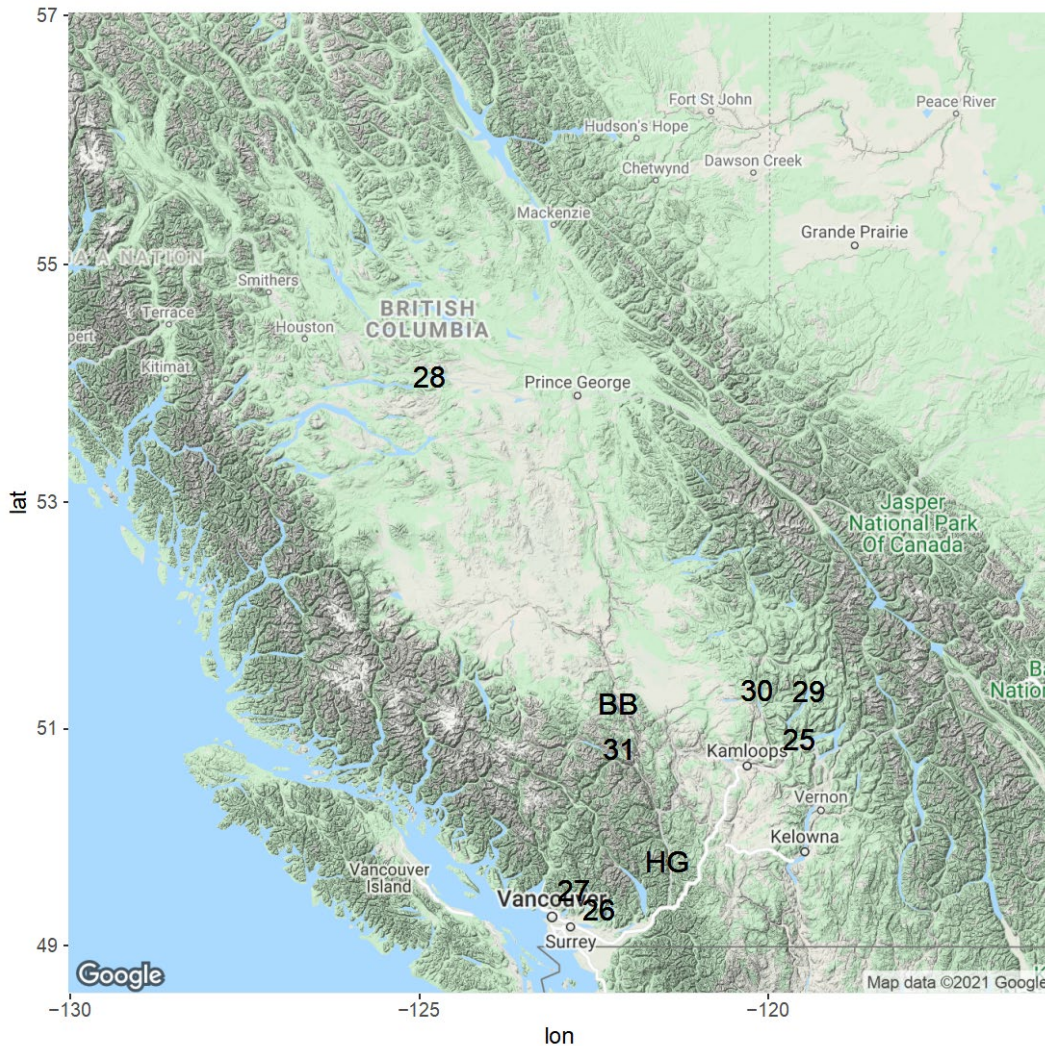 57
Fort St John
Peace River
Hudson's Hope
Chetwynd
Dawson Creek
Mackenzie
Grande Prairie
55
A'A NATION
Smithers
BRITISH
COLUMBIA
Terrace
Houston
pert
Kitimat
28
Prince George
53
lat
Jasper
National Park
Of Canada
Ba
Nation
30
29
BB
51
25
31
Kamloops
Vernon
Kelowna
HG
Vancouver
Island
27
Vancouver
26
Surrey
49
Google
Map data ©2021 Google
−130
−125
−120
lon